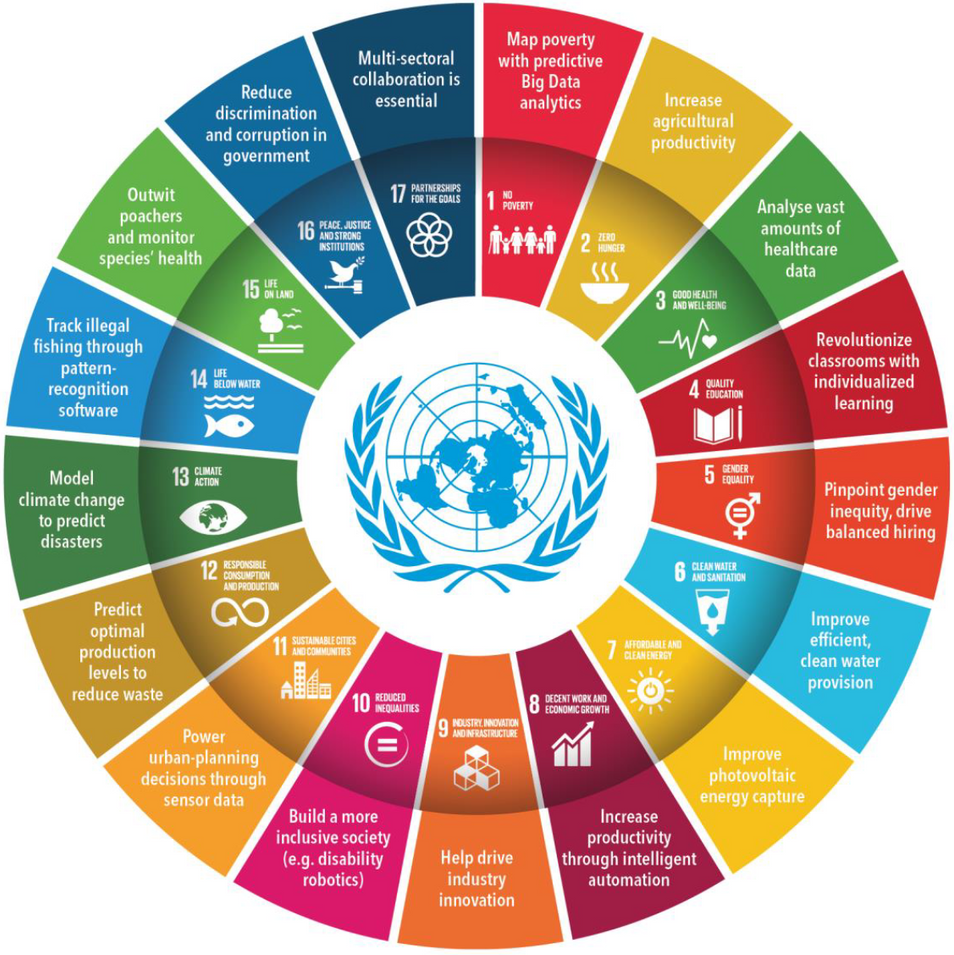 Map poverty
with predictive
Big Data
analytics
1 NO
POVERTY
Increase
agricultural
productivity
2 ZERO
HUNGER
Analyse vast
amounts of
healthcare
data
3 GOOD HEALTH
AND WELL-BEING
Revolutionize
classrooms with
individualized
learning
4 QUALITY
EDUCATION
Pinpoint gender
inequity, drive
balanced hiring
5 GENDER
EQUALITY
Improve
efficient,
clean water
provision
6 CLEAN WATER
AND SANITATION
Improve
photovoltaic
energy capture
7 AFFORDABLE AND
CLEAN ENERGY
Increase
productivity
through intelligent
automation
8 DECENT WORK AND
ECONOMIC GROWTH
Help drive
industry
innovation
9 INDUSTRY, INNOVATION
AND INFRASTRUCTURE
Build a more
inclusive society
(e.g. disability
robotics)
10 REDUCED
INEQUALITIES
Power
urban-planning
decisions through
sensor data
11 SUSTAINABLE CITIES
AND COMMUNITIES
Predict
optimal
production
levels to
reduce waste
12 RESPONSIBLE
CONSUMPTION
AND PRODUCTION
Model
climate change
to predict
disasters
13 CLIMATE
ACTION
Track illegal
fishing through
pattern-
recognition
software
14 LIFE
BELOW WATER
Outwit
poachers
and monitor
species' health
15 LIFE
ON LAND
Reduce
discrimination
and corruption in
government
16 PEACE, JUSTICE
AND STRONG
INSTITUTIONS
Multi-sectoral
collaboration is
essential
17 PARTNERSHIPS
FOR THE GOALS